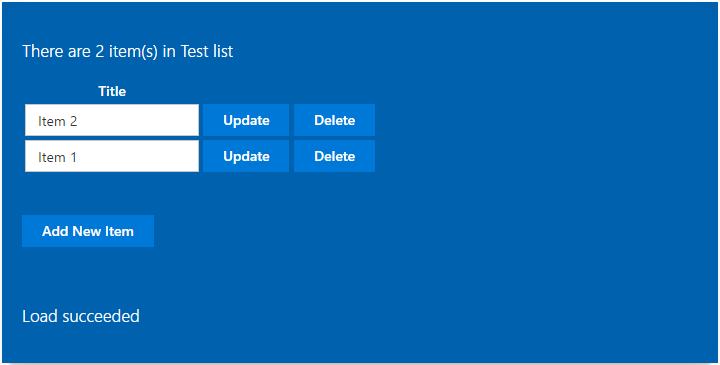 There are 2 item(s) in Test list
Title
Item 2 Update Delete
Item 1 Update Delete
Add New Item
Load succeeded